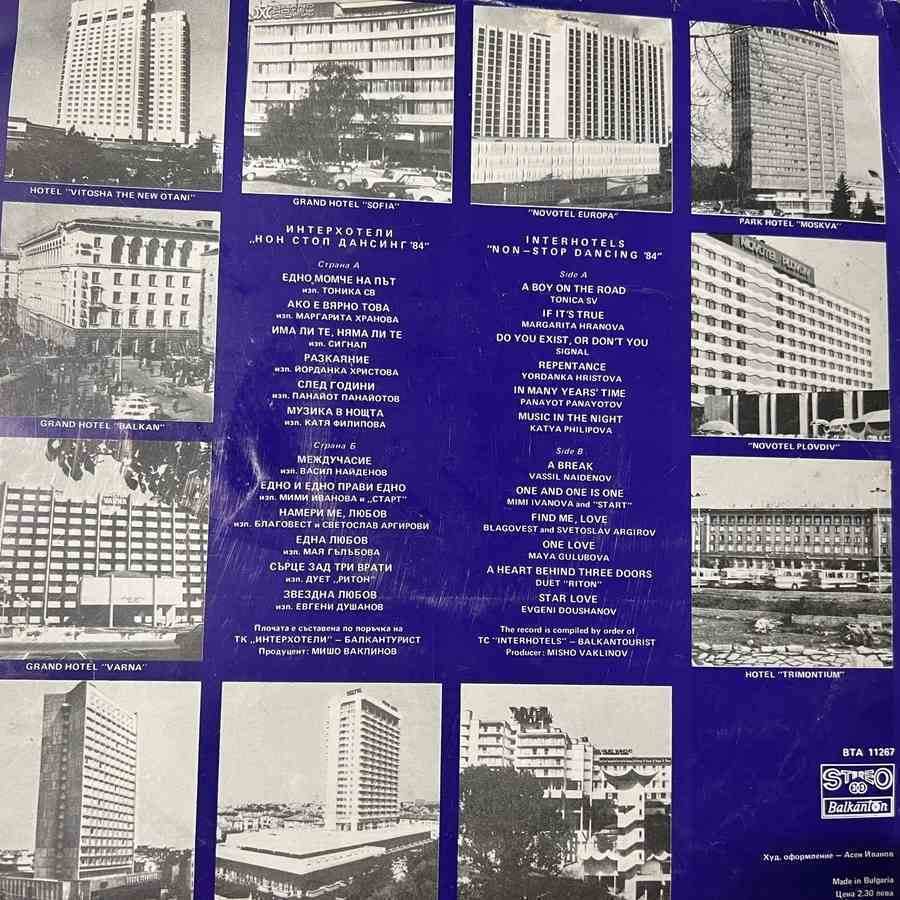 HOTEL "VITOSHA THE NEW OTANI"
GRAND HOTEL "SOFIA"
"NOVOTEL EUROPA"
PARK HOTEL "MOSKVA"
GRAND HOTEL "BALKAN"
NOVOTEL PLOVDIV
"NOVOTEL PLOVDIV"
VARNA
GRAND HOTEL "VARNA"
HOTEL "TRIMONTIUM"
ИНТЕРХОТЕЛИ
„НОН СТОП ДАНСИНГ '84"
Страна А
ЕДНО МОМЧЕ НА ПЪТ
изп. ТОНИКА СВ
АКО Е ВЯРНО ТОВА
изп. МАРГАРИТА ХРАНОВА
ИМА ЛИ ТЕ, НЯМА ЛИ ТЕ
изп. СИГНАЛ
РАЗКАЯНИЕ
изп. ЙОРДАНКА ХРИСТОВА
СЛЕД ГОДИНИ
изп. ПАНАЙОТ ПАНАЙОТОВ
МУЗИКА В НОЩТА
изп. КАТЯ ФИЛИПОВА
Страна Б
МЕЖДУЧАСИЕ
изп. ВАСИЛ НАЙДЕНОВ
ЕДНО И ЕДНО ПРАВИ ЕДНО
изп. МИМИ ИВАНОВА и „СТАРТ"
НАМЕРИ МЕ, ЛЮБОВ
изп. БЛАГОВЕСТ и СВЕТОСЛАВ АРГИРОВИ
ЕДНА ЛЮБОВ
изп. МАЯ ГЪЛЪБОВА
СЪРЦЕ ЗАД ТРИ ВРАТИ
изп. ДУЕТ „РИТОН"
ЗВЕЗДНА ЛЮБОВ
изп. ЕВГЕНИ ДУШАНОВ
Плочата е съставена по поръчка на
ТК „ИНТЕРХОТЕЛИ" – БАЛКАНТУРИСТ
Продуцент: МИШО ВАКЛИНОВ
INTERHOTELS
"NON–STOP DANCING '84"
Side A
A BOY ON THE ROAD
TONICA SV
IF IT'S TRUE
MARGARITA HRANOVA
DO YOU EXIST, OR DON'T YOU
SIGNAL
REPENTANCE
YORDANKA HRISTOVA
IN MANY YEARS' TIME
PANAYOT PANAYOTOV
MUSIC IN THE NIGHT
KATYA PHILIPOVA
Side B
A BREAK
VASSIL NAIDENOV
ONE AND ONE IS ONE
MIMI IVANOVA and "START"
FIND ME, LOVE
BLAGOVEST and SVETOSLAV ARGIROV
ONE LOVE
MAYA GULUBOVA
A HEART BEHIND THREE DOORS
DUET "RITON"
STAR LOVE
EVGENI DOUSHANOV
The record is compiled by order of
TC "INTERHOTELS" – BALKANTOURIST
Producer: MISHO VAKLINOV
BTA 11267
STEREO
33
Balkanton
Худ. оформление – Асен Иванов
Made in Bulgaria
Цена 2,30 лева